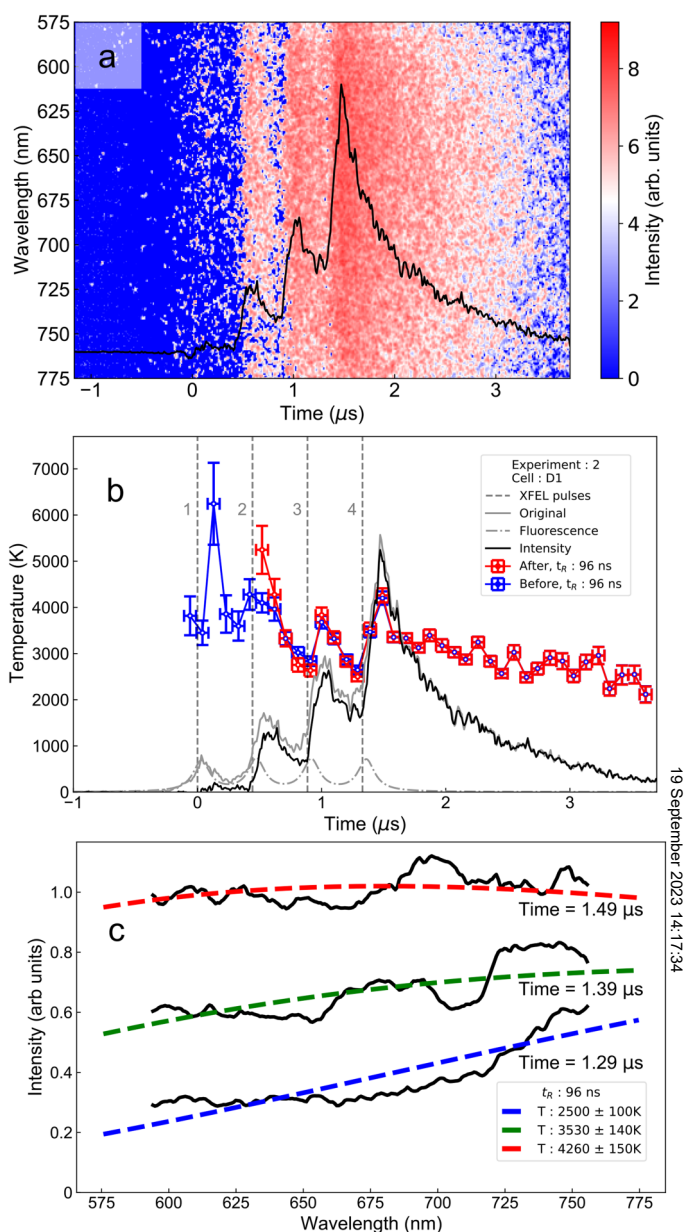 575
600
625
650
675
700
725
750
775
Wavelength (nm)
a
−1
0
1
2
3
Time (μs)
8
6
4
2
0
Intensity (arb. units)
7000
6000
5000
4000
3000
2000
1000
0
Temperature (K)
b
1
2
3
4
Experiment : 2
Cell : D1
XFEL pulses
Original
Fluorescence
Intensity
After, tR : 96 ns
Before, tR : 96 ns
−1
0
1
2
3
Time (μs)
19 September 2023 14:17:34
1.0
0.8
0.6
0.4
0.2
0
Intensity (arb units)
c
Time = 1.49 μs
Time = 1.39 μs
Time = 1.29 μs
tR : 96 ns
T : 2500 ± 100K
T : 3530 ± 140K
T : 4260 ± 150K
575
600
625
650
675
700
725
750
775
Wavelength (nm)